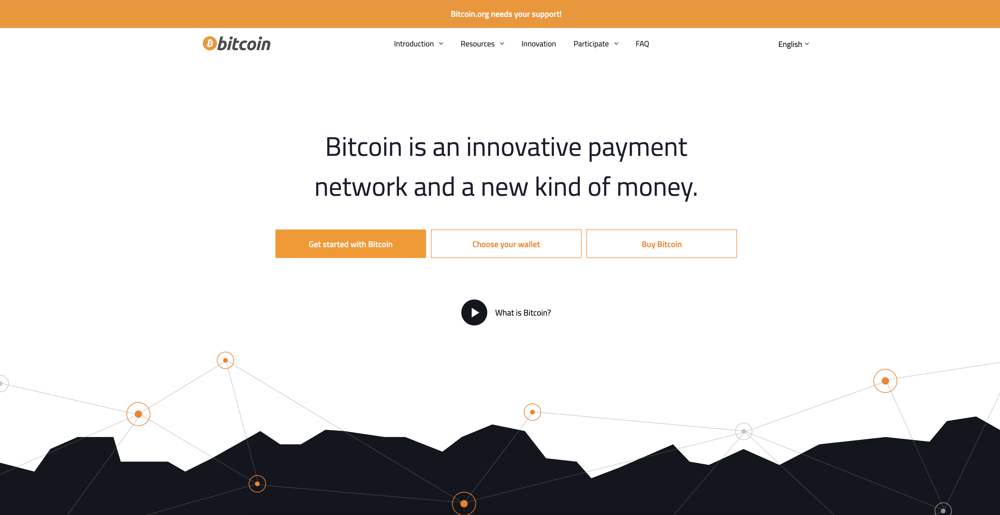 Bitcoin.org needs your support!
bitcoin
Introduction
Resources
Innovation
Participate
FAQ
English
Bitcoin is an innovative payment
network and a new kind of money.
Get started with Bitcoin
Choose your wallet
Buy Bitcoin
What is Bitcoin?